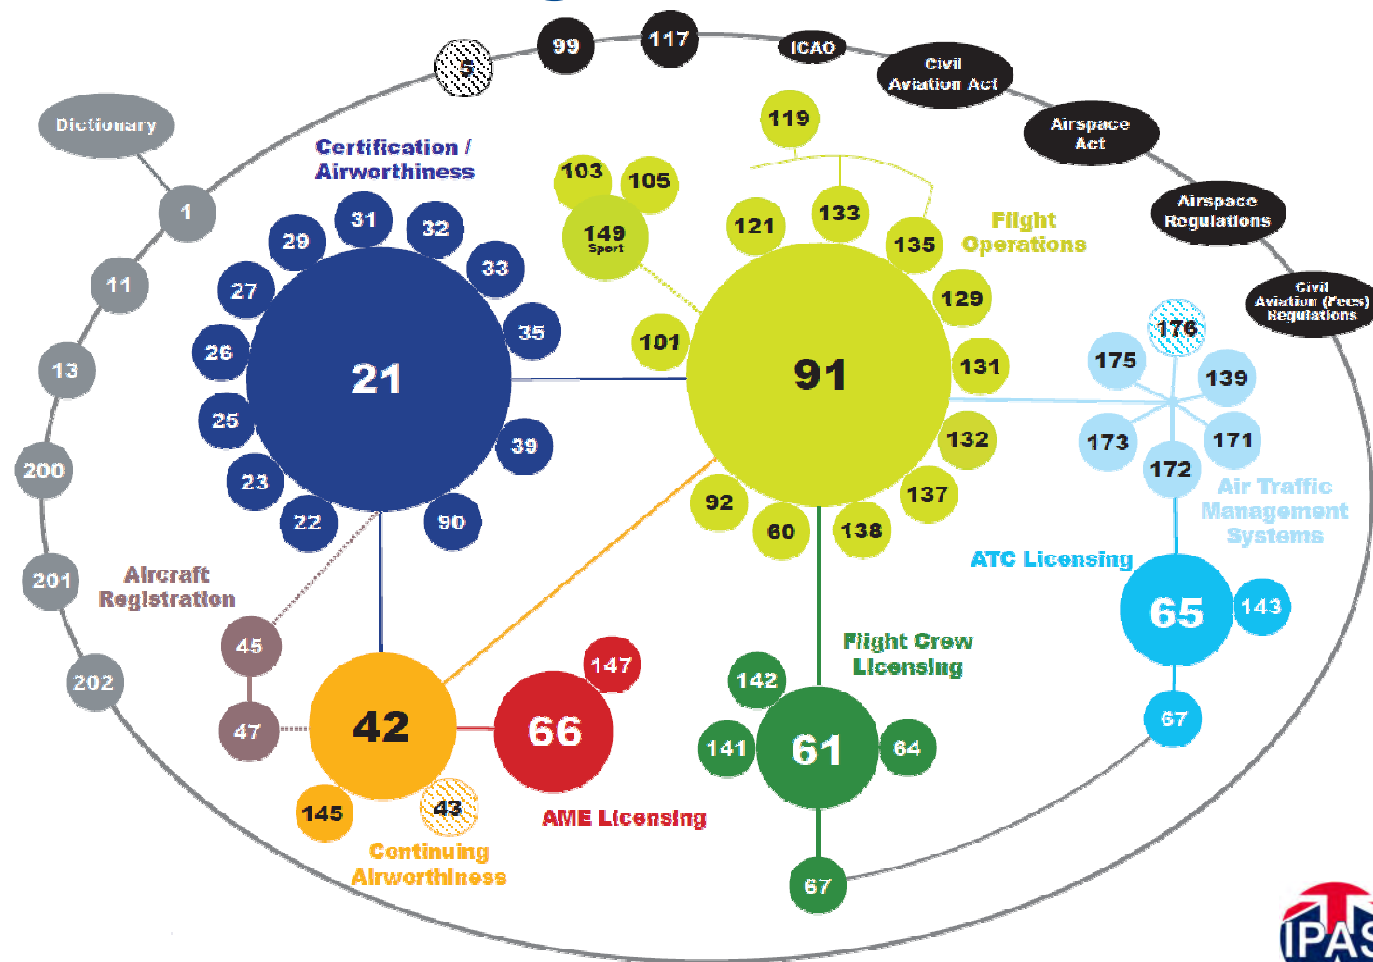 5
99
117
ICAO
Civil
Aviation Act
Airspace
Act
Airspace
Regulations
Civil
Aviation (Fees)
Regulations
Dictionary
1
11
13
200
201
202
Certification /
Airworthiness
21
22
23
25
26
27
29
31
32
33
35
39
90
103
105
149
Sport
101
119
121
133
135
Flight
Operations
91
129
131
132
137
138
60
92
176
175
139
173
171
172
Air Traffic
Management
Systems
ATC Licensing
65
143
67
Aircraft
Registration
45
47
42
145
43
Continuing
Airworthiness
66
147
AME Licensing
Flight Crew
Licensing
142
141
61
64
67
IPAS